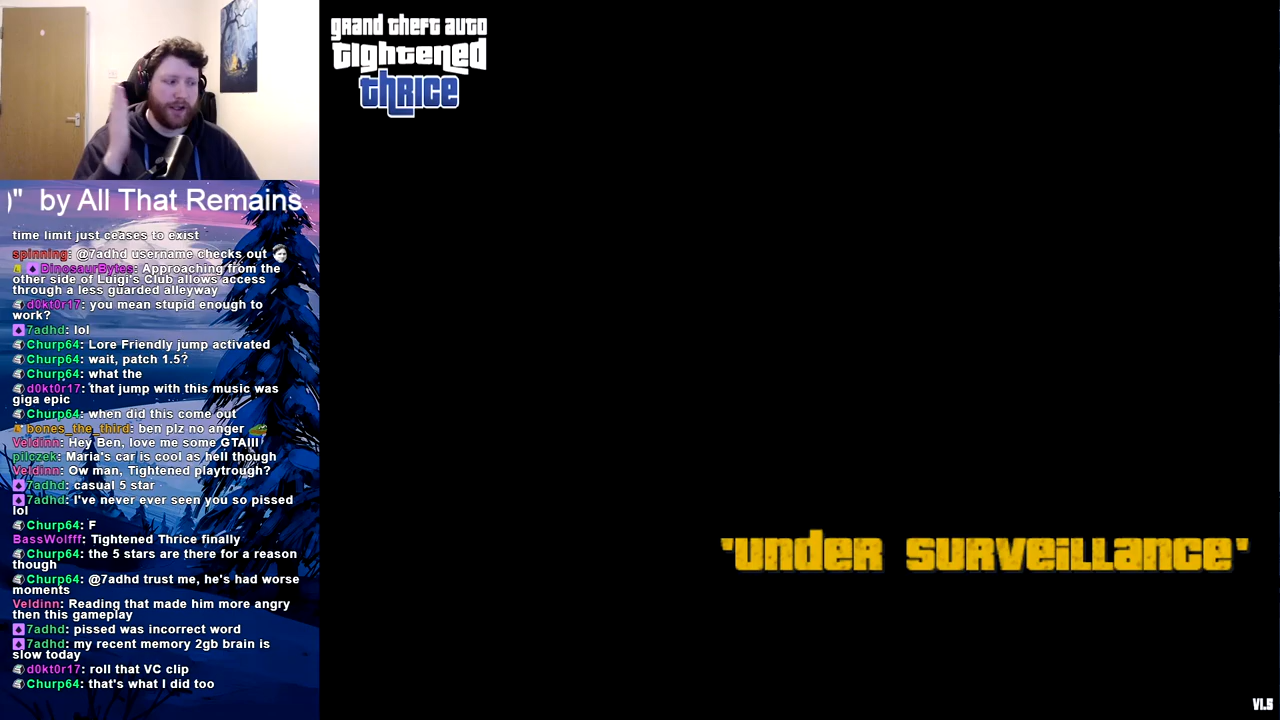 grand theft auto
tightened
thrice
)" by All That Remains
time limit just ceases to exist
spinning: @7adhd username checks out
DinosaurBytes: Approaching from the
other side of Luigi's Club allows access
through a less guarded alleyway
d0kt0r17: you mean stupid enough to
work?
7adhd: lol
Churp64: Lore Friendly jump activated
Churp64: wait, patch 1.5?
Churp64: what the
d0kt0r17: that jump with this music was
giga epic
Churp64: when did this come out
bones_the_third: ben plz no anger
Veldinn: Hey Ben, love me some GTAIII
pilczek: Maria's car is cool as hell though
Veldinn: Ow man, Tightened playtrough?
7adhd: casual 5 star
7adhd: I've never ever seen you so pissed
lol
Churp64: F
BassWolfff: Tightened Thrice finally
Churp64: the 5 stars are there for a reason
though
Churp64: @7adhd trust me, he's had worse
moments
Veldinn: Reading that made him more angry
then this gameplay
7adhd: pissed was incorrect word
7adhd: my recent memory 2gb brain is
slow today
d0kt0r17: roll that VC clip
Churp64: that's what I did too
'UNDER SURVEILLANCE'
V1.5